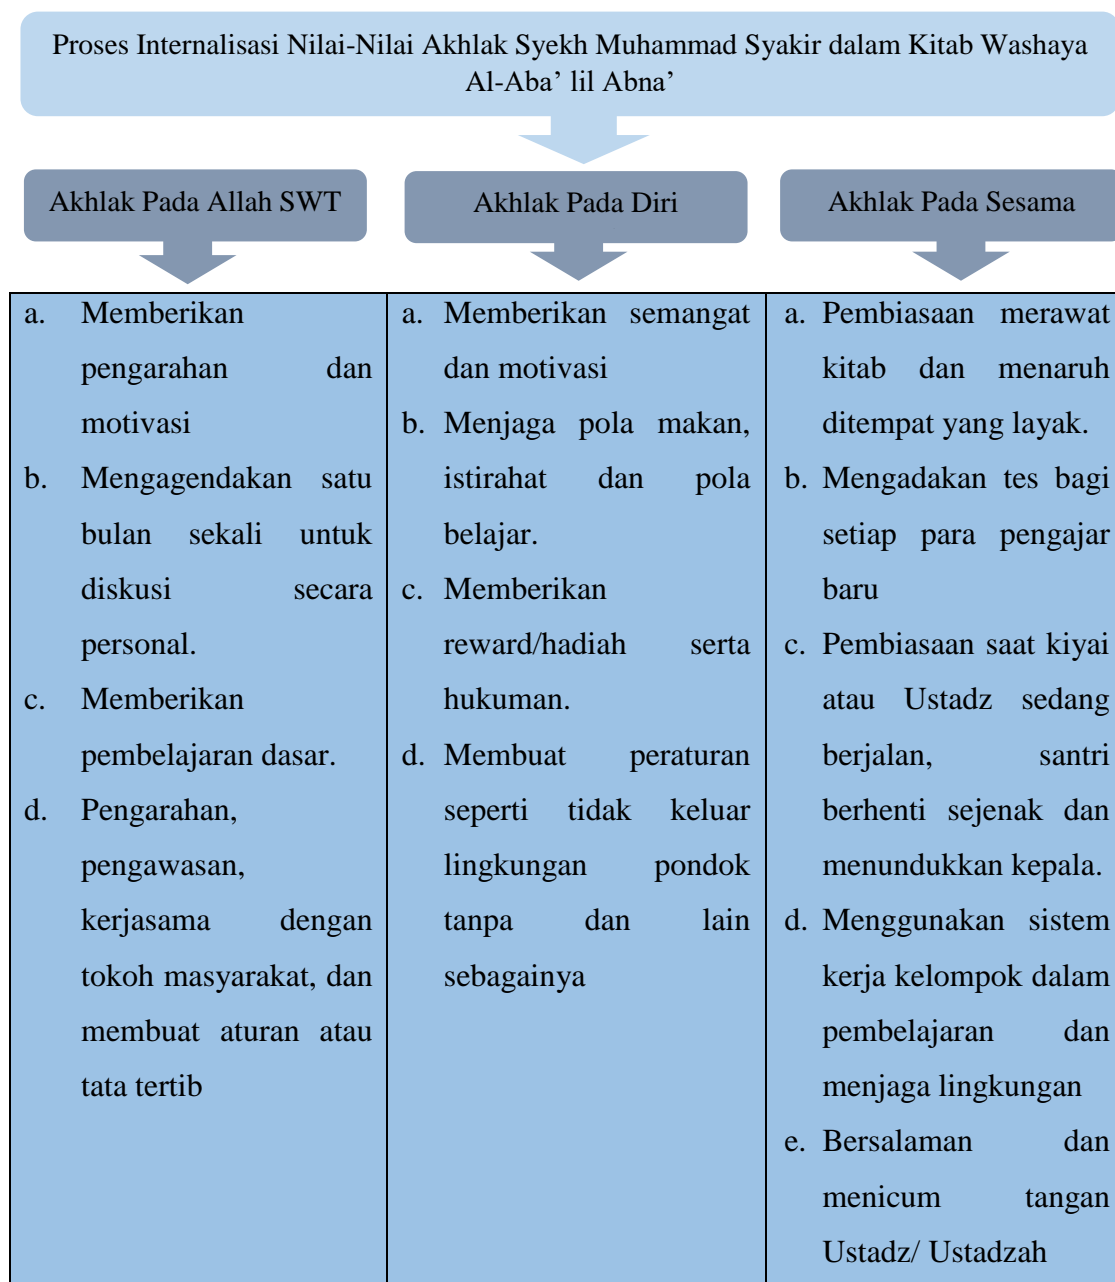 Proses Internalisasi Nilai-Nilai Akhlak Syekh Muhammad Syakir dalam Kitab Washaya
Al-Aba’ lil Abna’
Akhlak Pada Allah SWT
Akhlak Pada Diri
Akhlak Pada Sesama
a. Memberikan
pengarahan dan
motivasi
b. Mengagendakan satu
bulan sekali untuk
diskusi secara
personal.
c. Memberikan
pembelajaran dasar.
d. Pengarahan,
pengawasan,
kerjasama dengan
tokoh masyarakat, dan
membuat aturan atau
tata tertib
a. Memberikan semangat
dan motivasi
b. Menjaga pola makan,
istirahat dan pola
belajar.
c. Memberikan
reward/hadiah serta
hukuman.
d. Membuat peraturan
seperti tidak keluar
lingkungan pondok
tanpa dan lain
sebagainya
a. Pembiasaan merawat
kitab dan menaruh
ditempat yang layak.
b. Mengadakan tes bagi
setiap para pengajar
baru
c. Pembiasaan saat kiyai
atau Ustadz sedang
berjalan, santri
berhenti sejenak dan
menundukkan kepala.
d. Menggunakan sistem
kerja kelompok dalam
pembelajaran dan
menjaga lingkungan
e. Bersalaman dan
menicum tangan
Ustadz/ Ustadzah